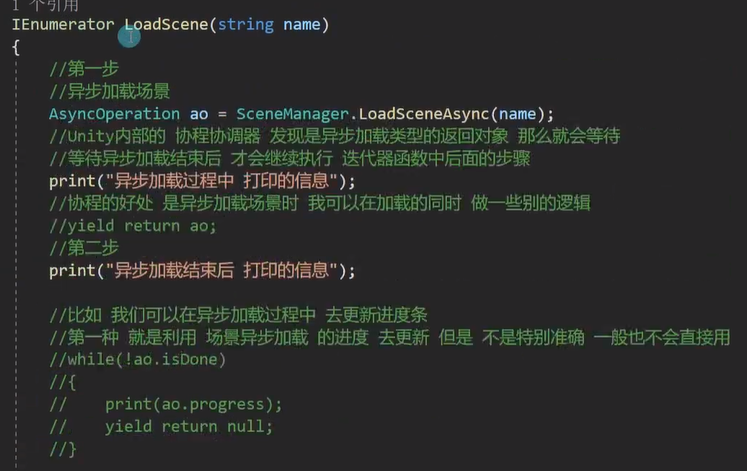 1 个引用
IEnumerator LoadScene(string name)
{
//第一步
//异步加载场景
AsyncOperation ao = SceneManager.LoadSceneAsync(name);
//Unity内部的 协程协调器 发现是异步加载类型的返回对象 那么就会等待
//等待异步加载结束后 才会继续执行 迭代器函数中后面的步骤
print("异步加载过程中 打印的信息");
//协程的好处 是异步加载场景时 我可以在加载的同时 做一些别的逻辑
//yield return ao;
//第二步
print("异步加载结束后 打印的信息");
//比如 我们可以在异步加载过程中 去更新进度条
//第一种 就是利用 场景异步加载 的进度 去更新 但是 不是特别准确 一般也不会直接用
//while(!ao.isDone)
//{
//    print(ao.progress);
//    yield return null;
//}